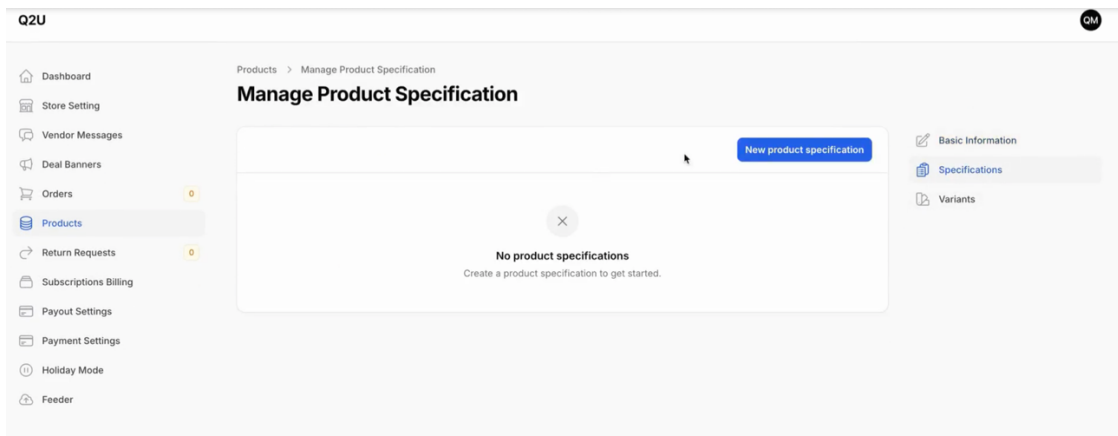 Q2U
QM
Dashboard
Store Setting
Vendor Messages
Deal Banners
Orders 0
Products
Return Requests 0
Subscriptions Billing
Payout Settings
Payment Settings
Holiday Mode
Feeder
Products > Manage Product Specification
Manage Product Specification
New product specification
No product specifications
Create a product specification to get started.
Basic Information
Specifications
Variants